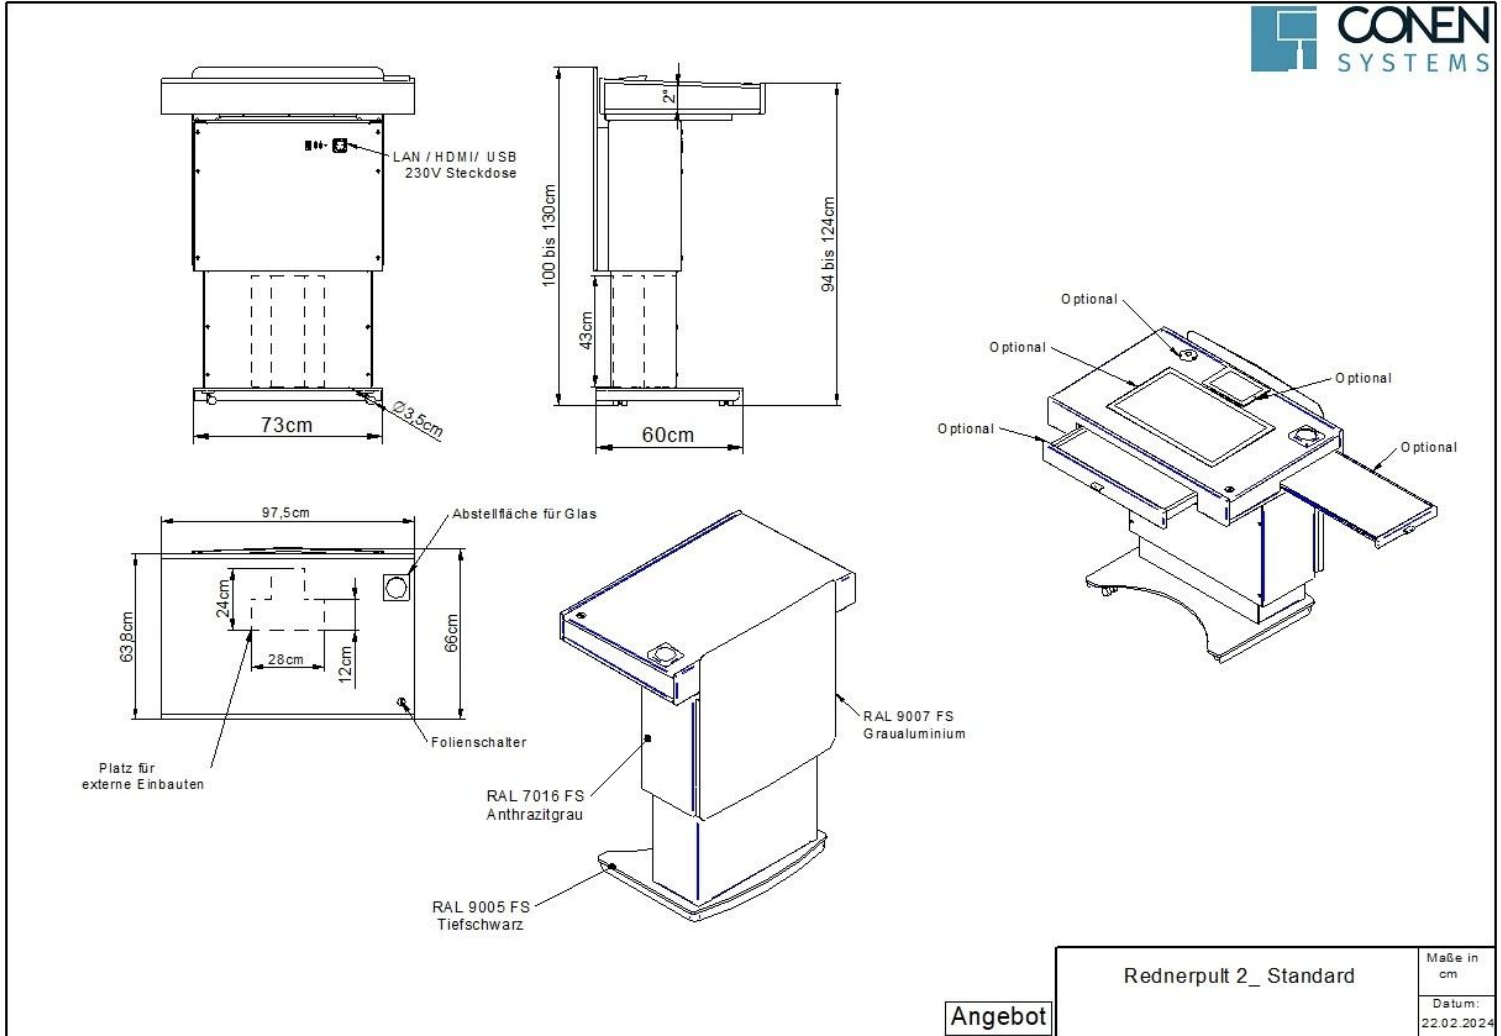 CONEN
SYSTEMS
LAN / HDMI/ USB
230V Steckdose
2°
100 bis 130cm
94 bis 124cm
43cm
Ø3,5cm
73cm
60cm
Optional
Optional
Optional
Optional
Optional
97,5cm
Abstellfläche für Glas
24cm
63,8cm
66cm
28cm
12cm
Folienschalter
Platz für
externe Einbauten
RAL 9007 FS
Graualuminium
RAL 7016 FS
Anthrazitgrau
RAL 9005 FS
Tiefschwarz
Angebot
Rednerpult 2_ Standard
Maße in
cm
Datum:
22.02.2024